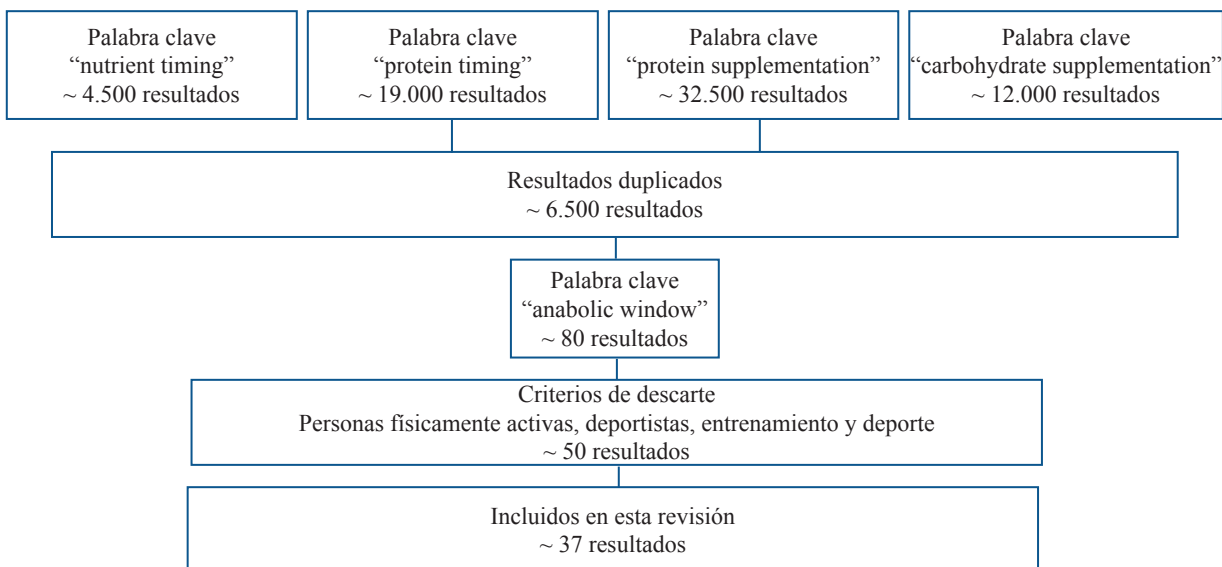 Palabra clave
“nutrient timing”
~ 4.500 resultados
Palabra clave
“protein timing”
~ 19.000 resultados
Palabra clave
“protein supplementation”
~ 32.500 resultados
Palabra clave
“carbohydrate supplementation”
~ 12.000 resultados
Resultados duplicados
~ 6.500 resultados
Palabra clave
“anabolic window”
~ 80 resultados
Criterios de descarte
Personas físicamente activas, deportistas, entrenamiento y deporte
~ 50 resultados
Incluidos en esta revisión
~ 37 resultados